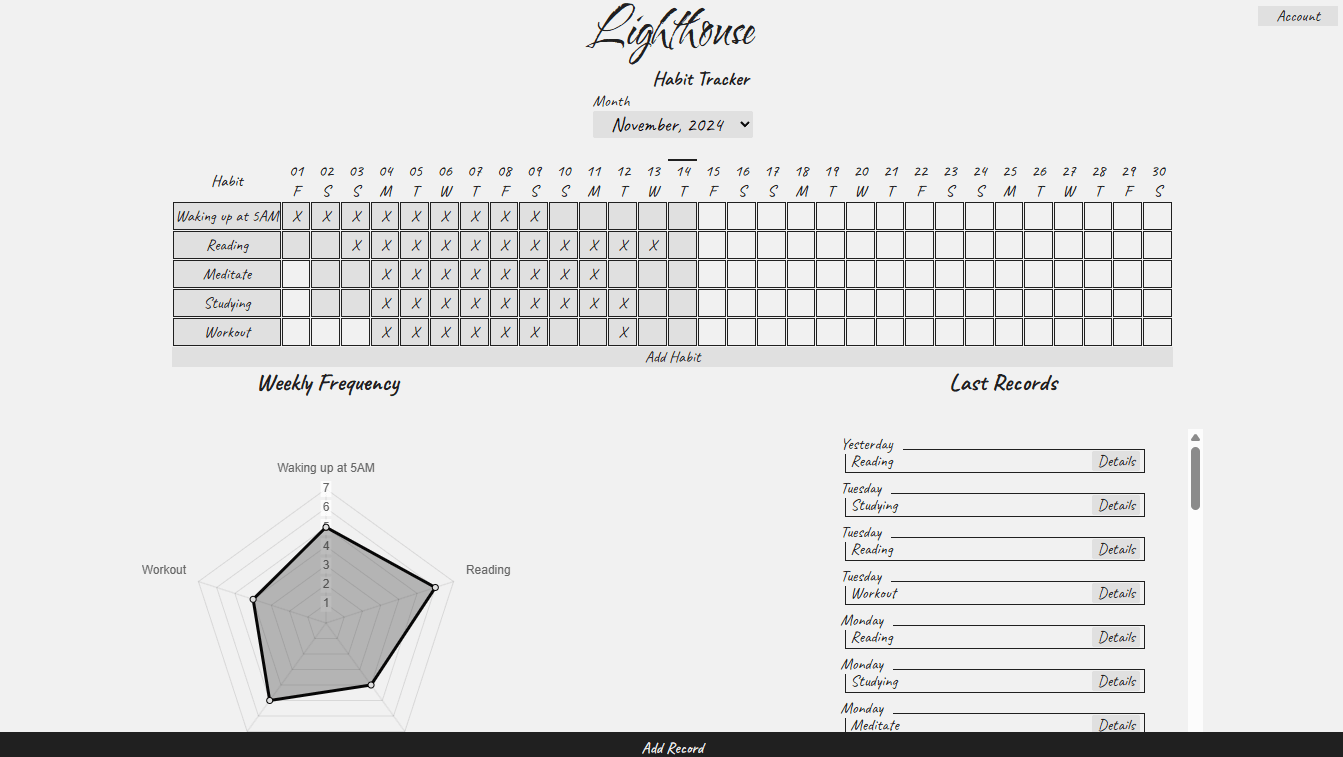 Lighthouse
Account
Habit Tracker
Month
November, 2024
Habit 01 02 03 04 05 06 07 08 09 10 11 12 13 14 15 16 17 18 19 20 21 22 23 24 25 26 27 28 29 30
F S S M T W T F S S M T W T F S S M T W T F S S M T W T F S
Waking up at 5AM X X X X X X X X X
Reading X X X X X X X X X X X
Meditate X X X X X X X X
Studying X X X X X X X X X
Workout X X X X X X X
Add Habit
Weekly Frequency
Waking up at 5AM
7
6
4
3
2
1
Workout
Reading
Last Records
Yesterday
Reading Details
Tuesday
Studying Details
Tuesday
Reading Details
Tuesday
Workout Details
Monday
Reading Details
Monday
Studying Details
Monday
Meditate Details
Add Record